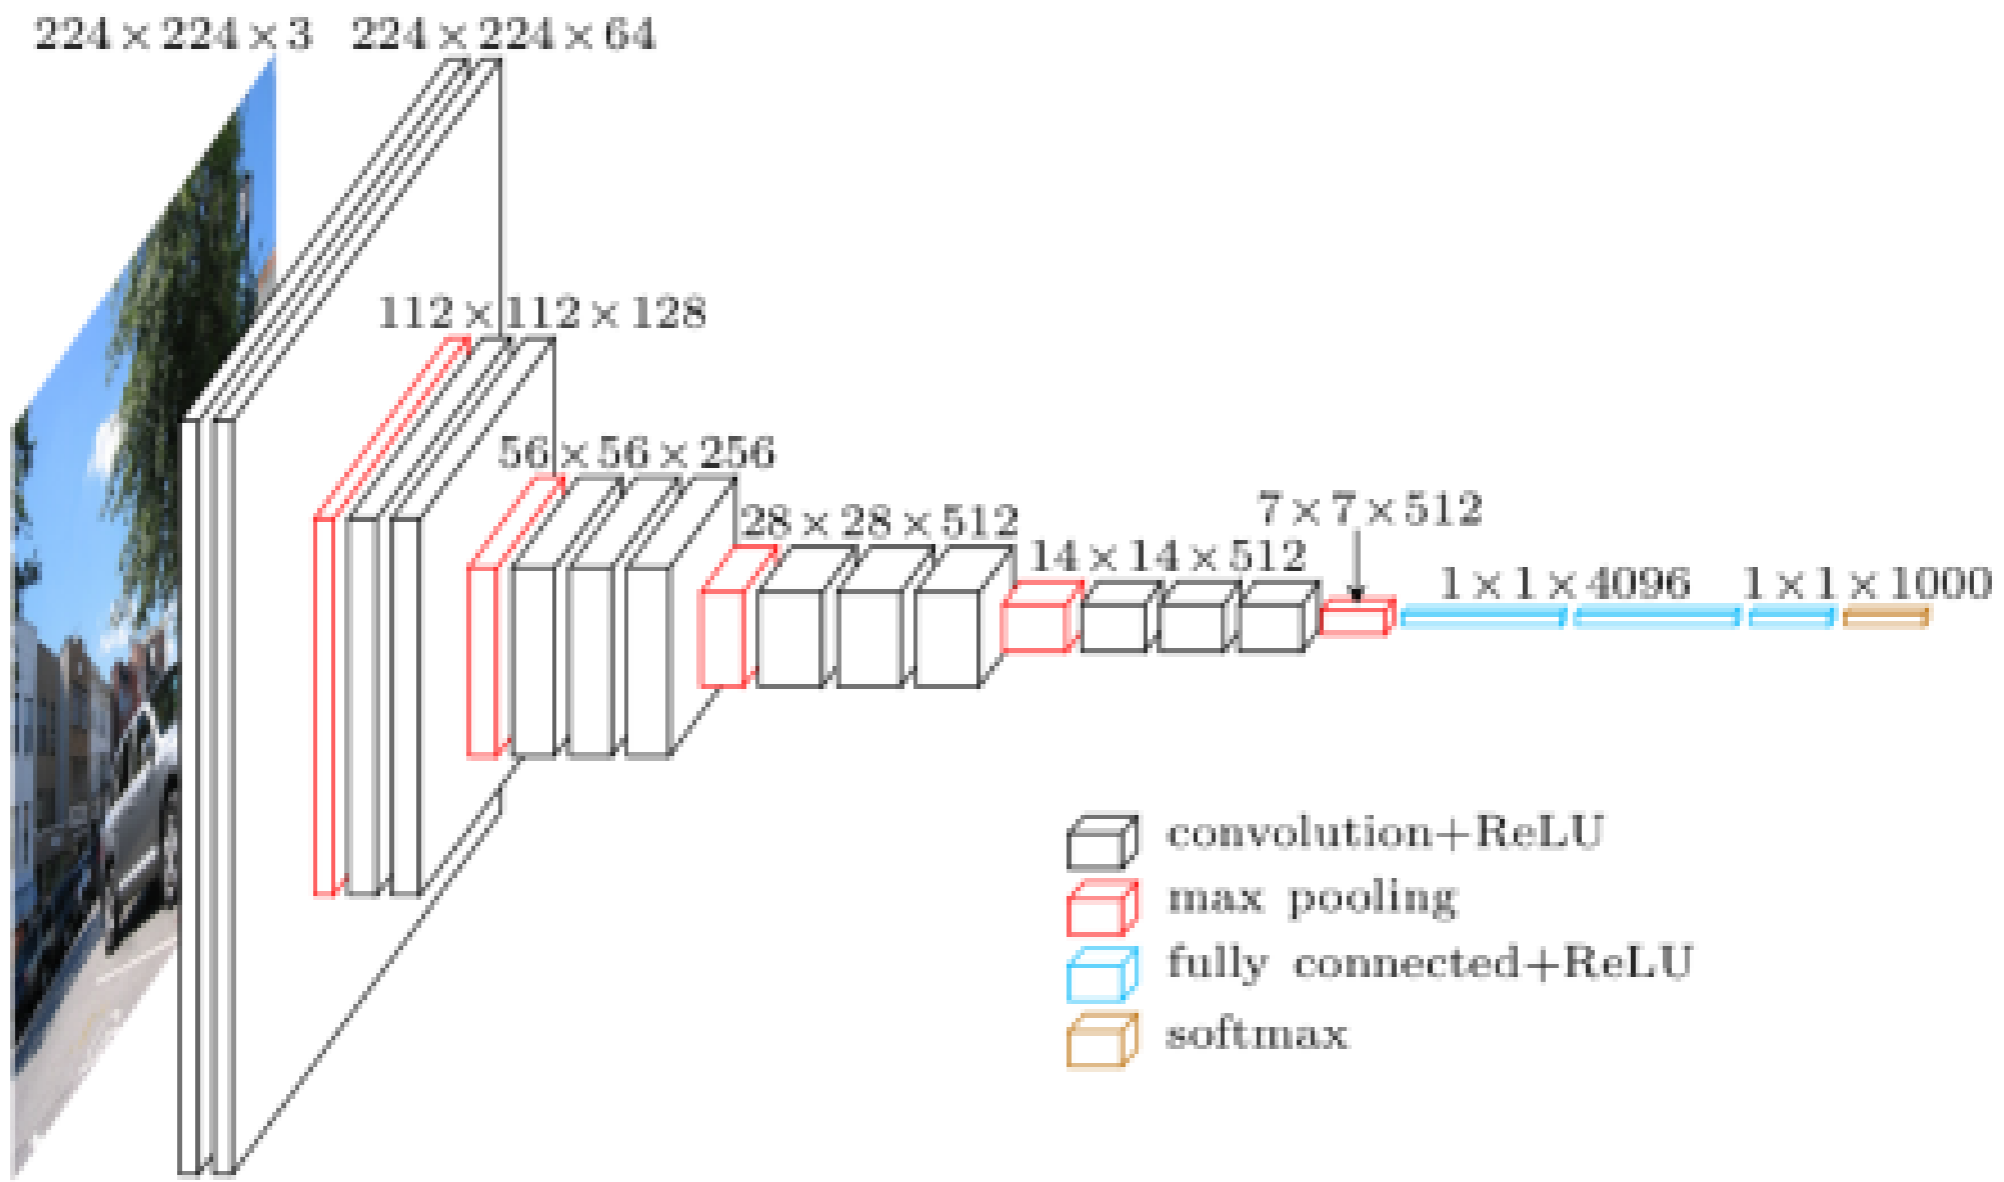 224 × 224 × 3
224 × 224 × 64
112 × 112 × 128
56 × 56 × 256
28 × 28 × 512
14 × 14 × 512
7 × 7 × 512
1 × 1 × 4096
1 × 1 × 1000
convolution+ReLU
max pooling
fully connected+ReLU
softmax